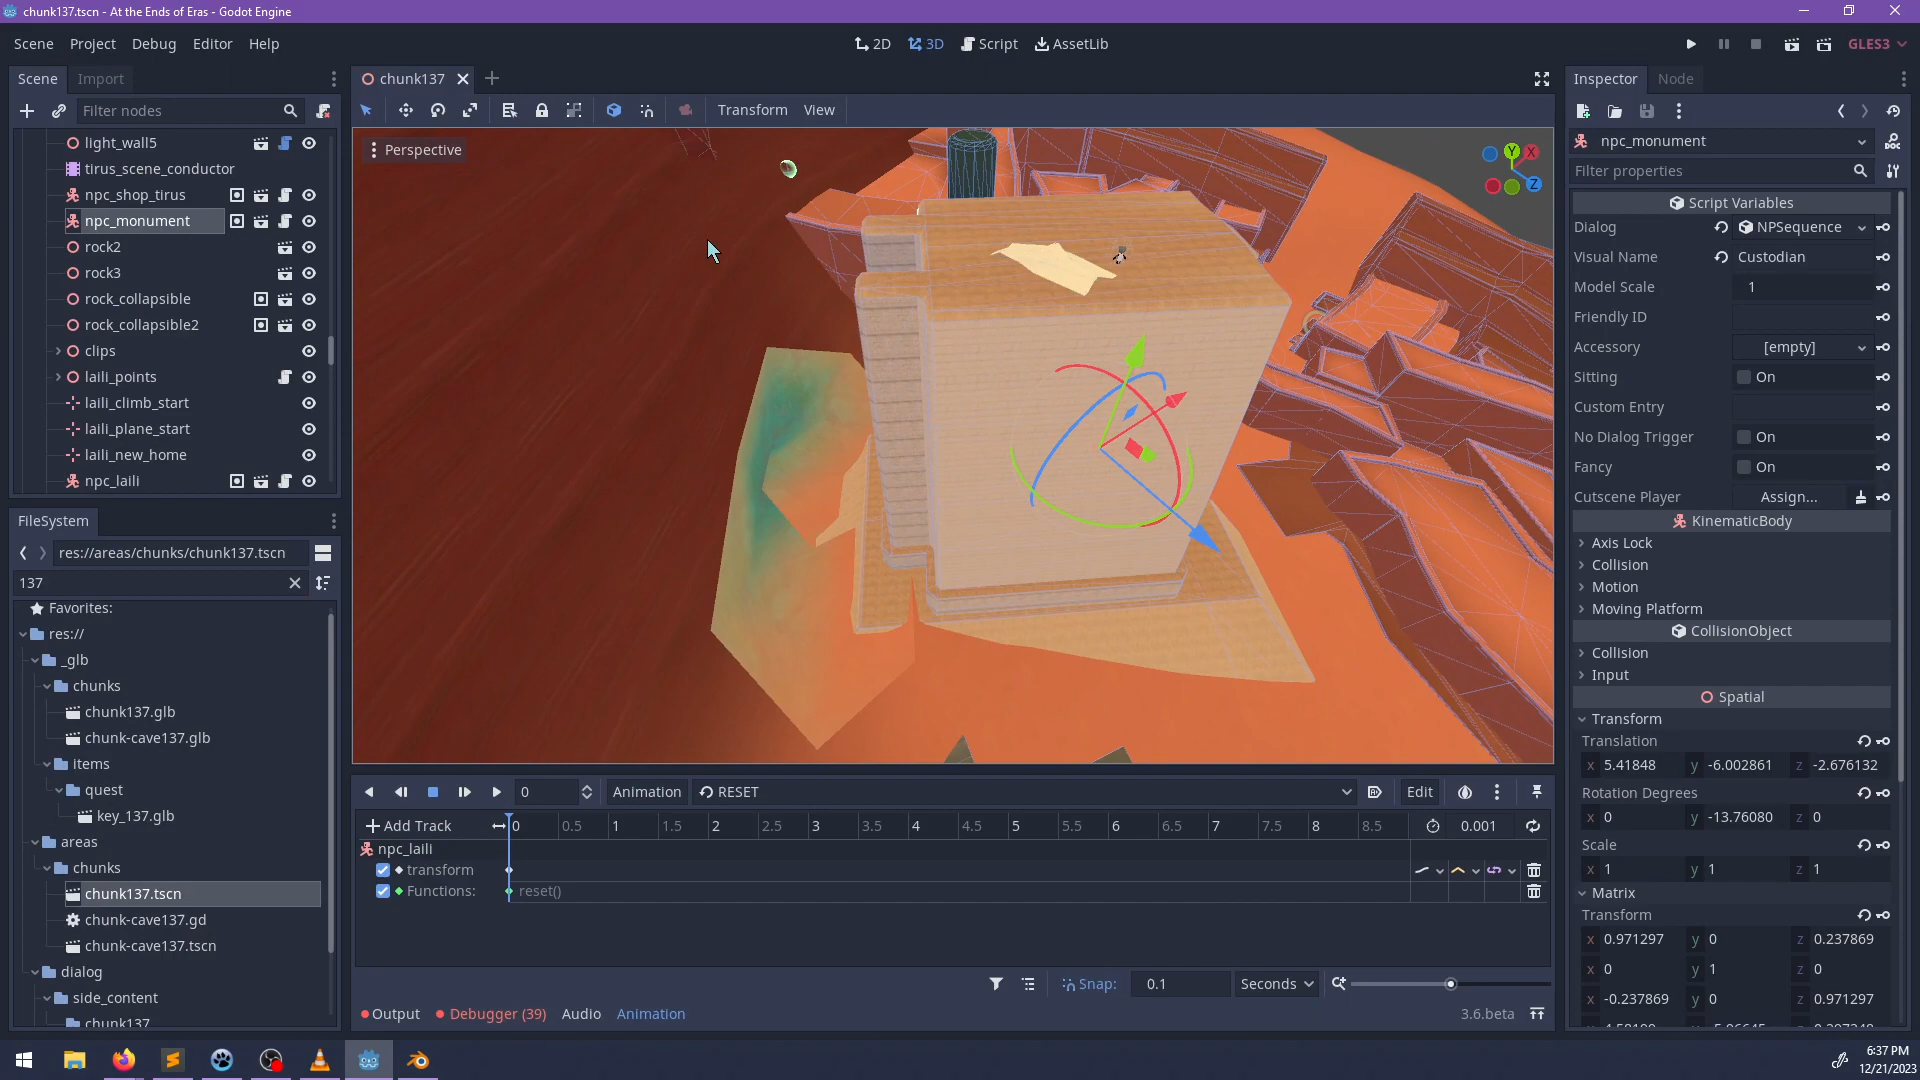 chunk137.tscn - At the Ends of Eras - Godot Engine
Scene Project Debug Editor Help
2D 3D Script AssetLib
GLES3
Scene Import
Filter nodes
light_wall5
tirus_scene_conductor
npc_shop_tirus
npc_monument
rock2
rock3
rock_collapsible
rock_collapsible2
clips
laili_points
laili_climb_start
laili_plane_start
laili_new_home
npc_laili
FileSystem
res://areas/chunks/chunk137.tscn
137
Favorites:
res://
_glb
chunks
chunk137.glb
chunk-cave137.glb
items
quest
key_137.glb
areas
chunks
chunk137.tscn
chunk-cave137.gd
chunk-cave137.tscn
dialog
side_content
chunk137
chunk137
Transform View
Perspective
Y X
Z
0 Animation RESET Edit
Add Track 0 0.5 1 1.5 2 2.5 3 3.5 4 4.5 5 5.5 6 6.5 7 7.5 8 8.5 0.001
npc_laili
transform
Functions: reset()
Snap: 0.1 Seconds
Output Debugger (39) Audio Animation 3.6.beta
Inspector Node
npc_monument
Filter properties
Script Variables
Dialog NPSequence
Visual Name Custodian
Model Scale 1
Friendly ID
Accessory [empty]
Sitting On
Custom Entry
No Dialog Trigger On
Fancy On
Cutscene Player Assign...
KinematicBody
Axis Lock
Collision
Motion
Moving Platform
CollisionObject
Collision
Input
Spatial
Transform
Translation
x 5.41848 y -6.002861 z -2.676132
Rotation Degrees
x 0 y -13.76080 z 0
Scale
x 1 y 1 z 1
Matrix
Transform
x 0.971297 y 0 z 0.237869
x 0 y 1 z 0
x -0.237869 y 0 z 0.971297
6:37 PM
12/21/2023